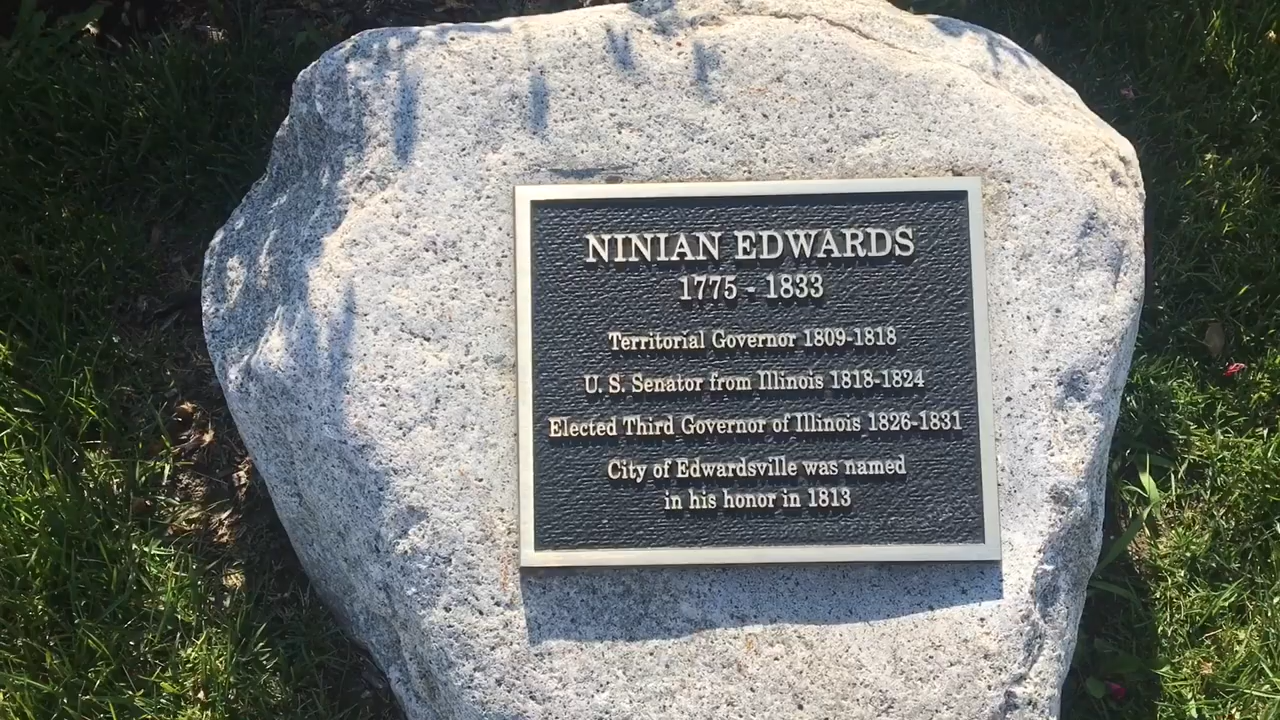 NINIAN EDWARDS
1775 - 1833
Territorial Governor 1809-1818
U. S. Senator from Illinois 1818-1824
Elected Third Governor of Illinois 1826-1831
City of Edwardsville was named
in his honor in 1813